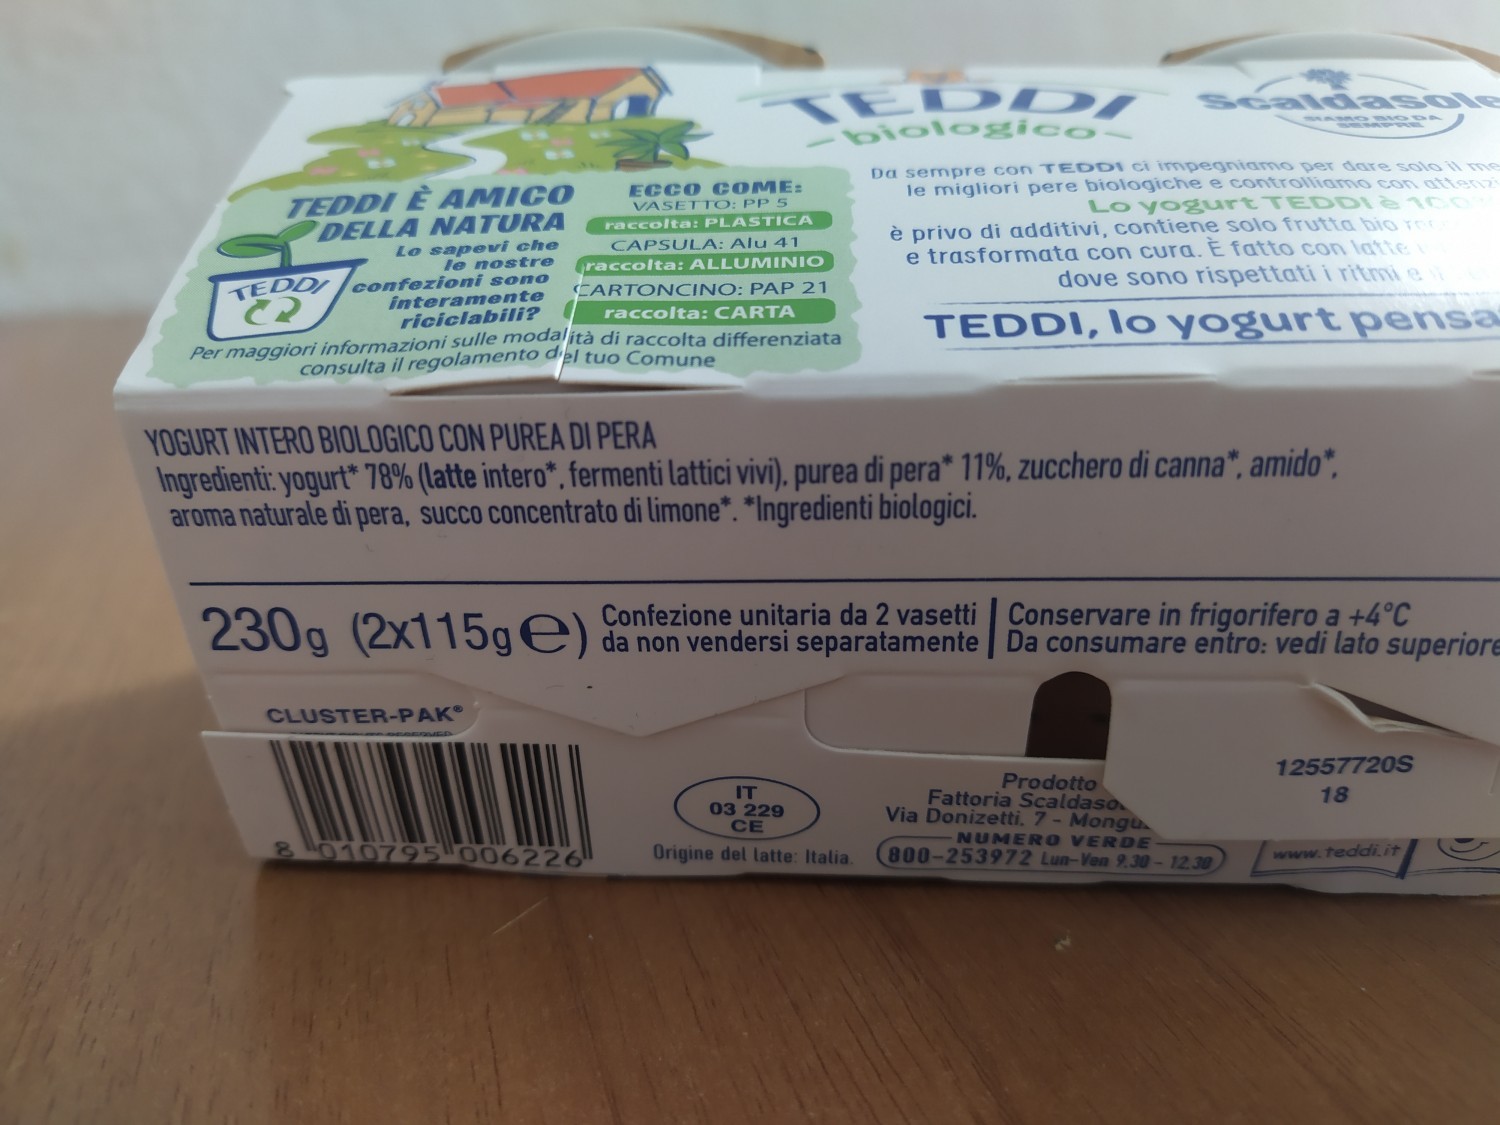 TEDDI
biologico
Scaldasole
SIAMO BIO DA
SEMPRE
TEDDI È AMICO
DELLA NATURA
Lo sapevi che
le nostre
confezioni sono
interamente
riciclabili?
TEDDI
ECCO COME:
VASETTO: PP 5
raccolta: PLASTICA
CAPSULA: Alu 41
raccolta: ALLUMINIO
CARTONCINO: PAP 21
raccolta: CARTA
Per maggiori informazioni sulle modalità di raccolta differenziata
consulta il regolamento del tuo Comune
Da sempre con TEDDI ci impegniamo per dare solo il
le migliori pere biologiche e controlliamo con
Lo yogurt TEDDI è
è privo di additivi, contiene solo frutta bio
e trasformata con cura. È fatto con latte
dove sono rispettati i ritmi e
TEDDI, lo yogurt
YOGURT INTERO BIOLOGICO CON PUREA DI PERA
Ingredienti: yogurt* 78% (latte intero*, fermenti lattici vivi), purea di pera* 11%, zucchero di canna*, amido*,
aroma naturale di pera, succo concentrato di limone*. *Ingredienti biologici.
230g (2x115g℮)
Confezione unitaria da 2 vasetti
da non vendersi separatamente
Conservare in frigorifero a +4°C
Da consumare entro: vedi lato superiore
CLUSTER-PAK®
8 010795 006226
IT
03 229
CE
Origine del latte: Italia.
Prodotto
Fattoria
Via Donizetti, 7 -
NUMERO VERDE
800-253972 Lun-Ven 9.30 - 12.30
12557720S
18
www.teddi.it